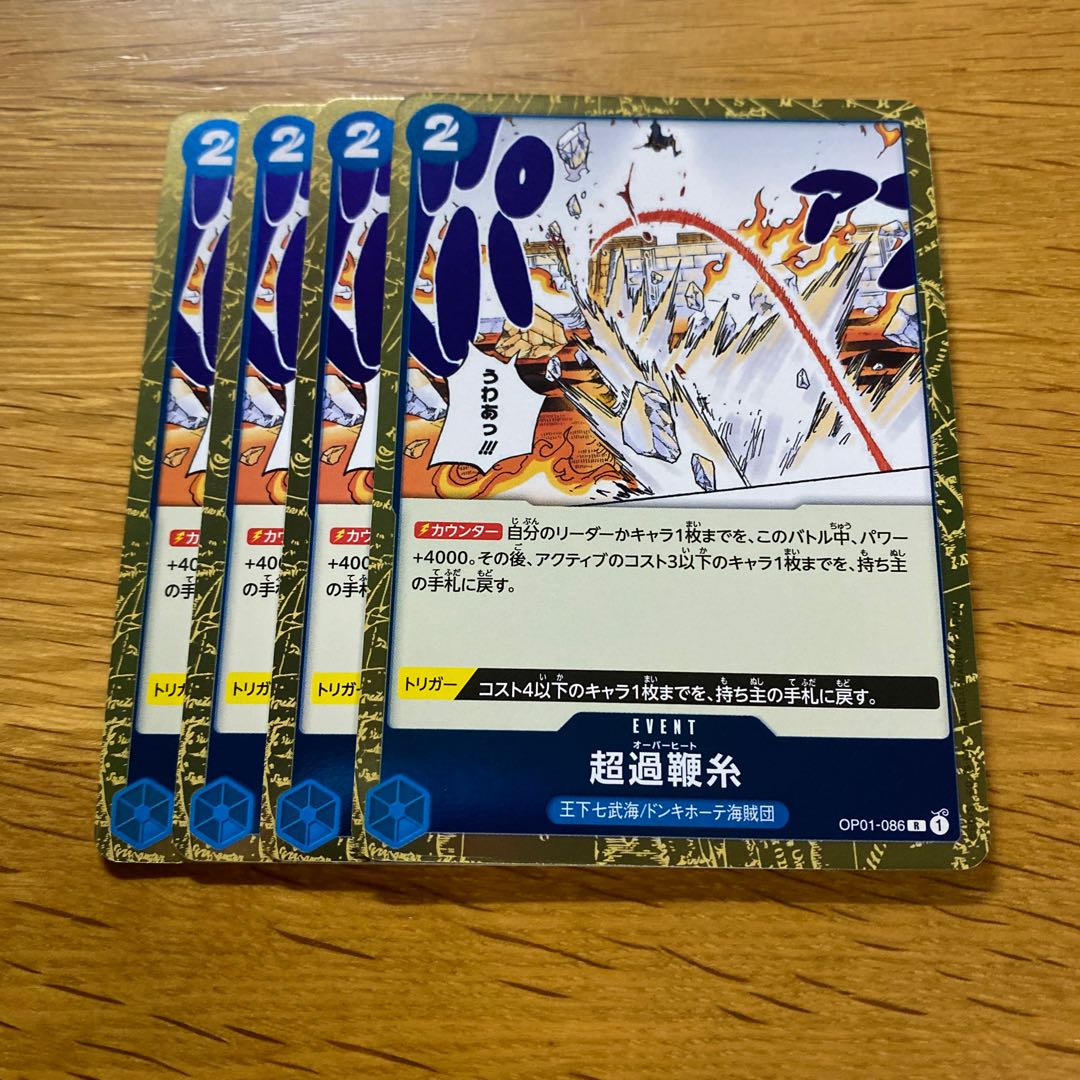 2
2
2
2
パ
ア
うわあっ!!!
カウ
+40
の手
トリガ
カウ
+400
の手札
トリガ
カウ
+400
の手札
トリガー
カウンター 自分のリーダーかキャラ1枚までを、このバトル中、パワー
+4000。その後、アクティブのコスト3以下のキャラ1枚までを、持ち主
の手札に戻す。
トリガー コスト4以下のキャラ1枚までを、持ち主の手札に戻す。
EVENT
オーバーヒート
超過鞭糸
王下七武海/ドンキホーテ海賊団
OP01-086 R 1